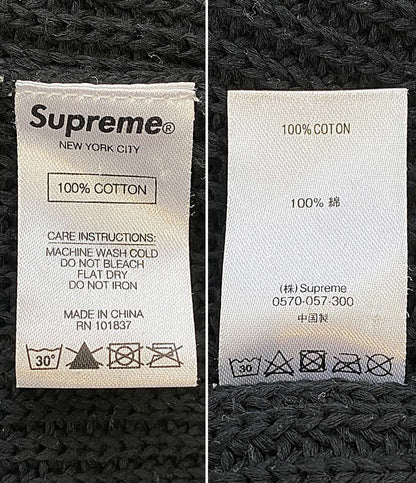 Supreme®
NEW YORK CITY
100% COTTON
CARE INSTRUCTIONS:
MACHINE WASH COLD
DO NOT BLEACH
FLAT DRY
DO NOT IRON
MADE IN CHINA
RN 101837
30°
100% COTON
100% 綿
(株) Supreme
0570-057-300
中国製
30